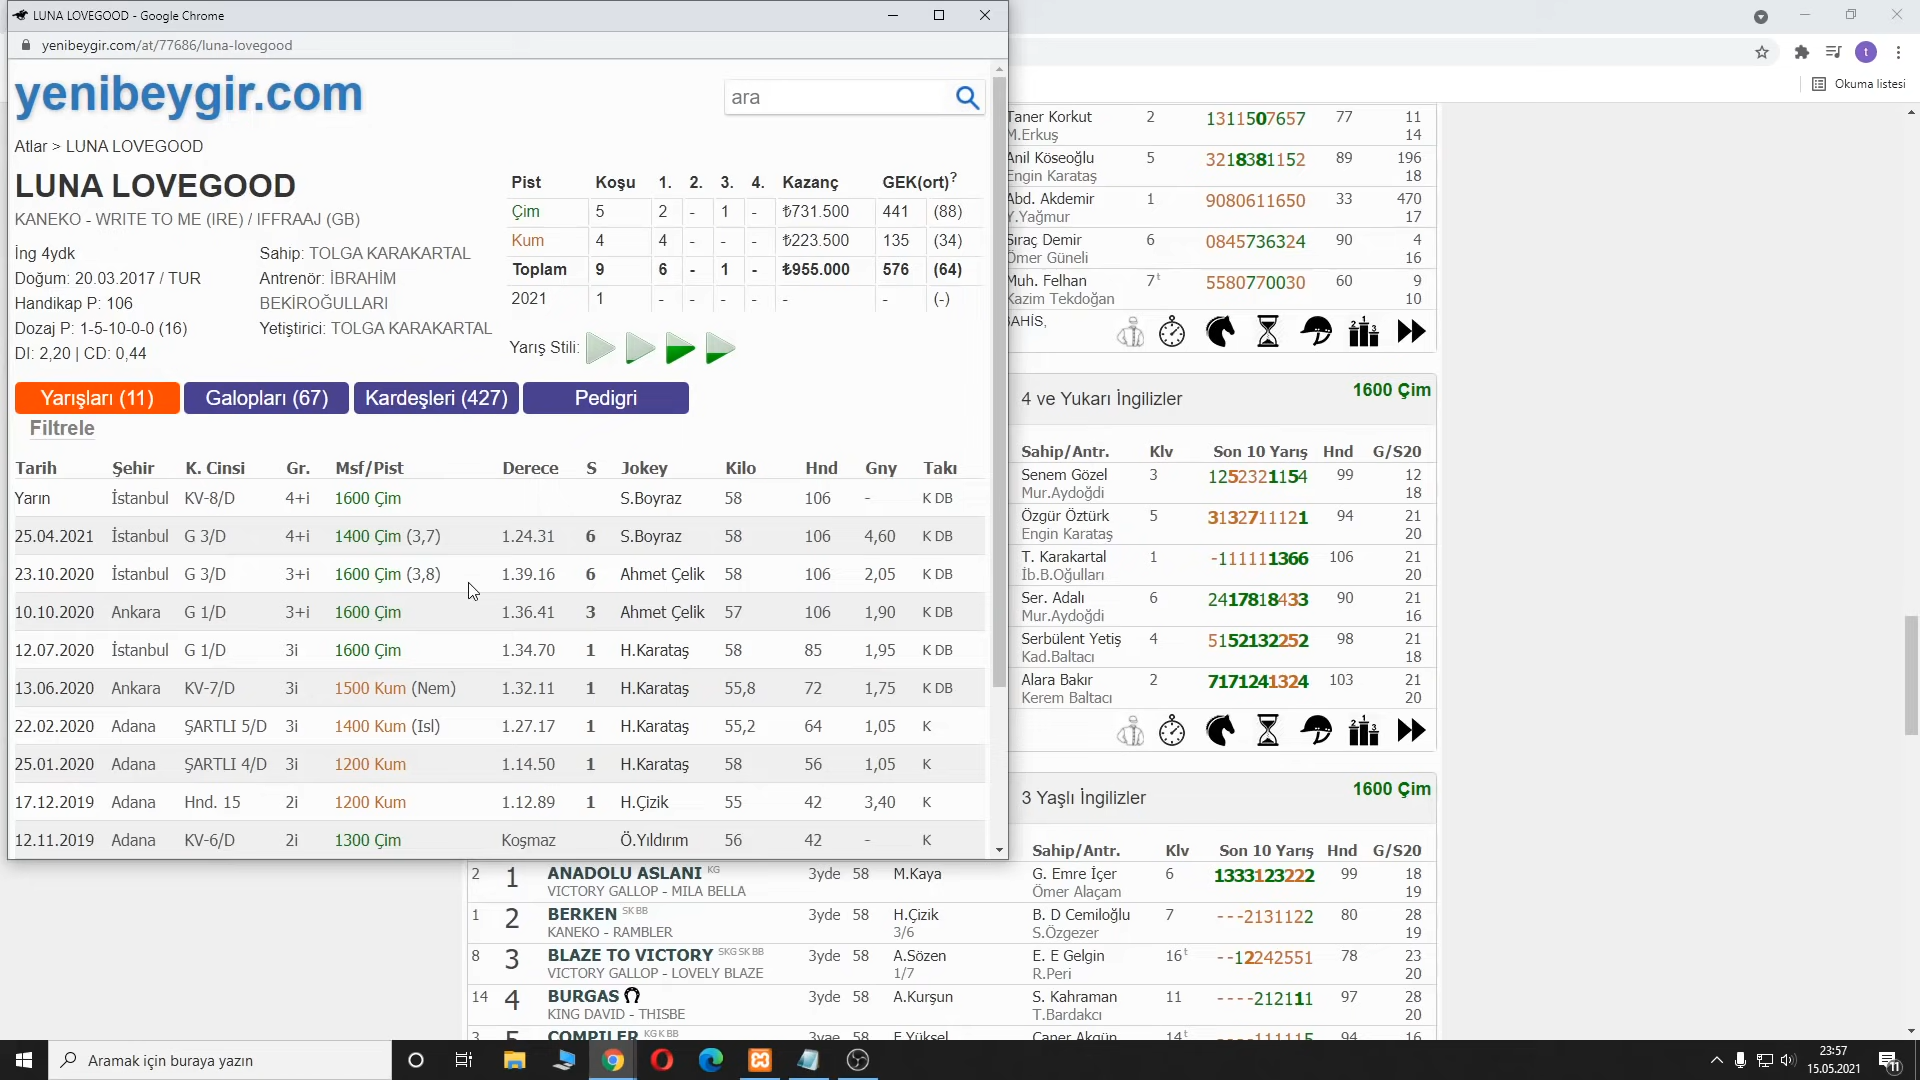 LUNA LOVEGOOD - Google Chrome
yenibeygir.com/at/77686/luna-lovegood
t
Okuma listesi
yenibeygir.com
ara
Atlar > LUNA LOVEGOOD
LUNA LOVEGOOD
KANEKO - WRITE TO ME (IRE) / IFFRAAJ (GB)
İng 4ydk
Doğum: 20.03.2017 / TUR
Handikap P: 106
Dozaj P: 1-5-10-0-0 (16)
DI: 2,20 | CD: 0,44
Sahip: TOLGA KARAKARTAL
Antrenör: İBRAHİM
BEKİROĞULLARI
Yetiştirici: TOLGA KARAKARTAL
Pist Koşu 1. 2. 3. 4. Kazanç GEK(ort)?
Çim 5 2 - 1 - ₺731.500 441 (88)
Kum 4 4 - - - ₺223.500 135 (34)
Toplam 9 6 - 1 - ₺955.000 576 (64)
2021 1 - - - - - - (-)
Yarış Stili:
Yarışları (11) Galopları (67) Kardeşleri (427) Pedigri
Filtrele
Tarih Şehir K. Cinsi Gr. Msf/Pist Derece S Jokey Kilo Hnd Gny Takı
Yarın İstanbul KV-8/D 4+i 1600 Çim S.Boyraz 58 106 - K DB
25.04.2021 İstanbul G 3/D 4+i 1400 Çim (3,7) 1.24.31 6 S.Boyraz 58 106 4,60 K DB
23.10.2020 İstanbul G 3/D 3+i 1600 Çim (3,8) 1.39.16 6 Ahmet Çelik 58 106 2,05 K DB
10.10.2020 Ankara G 1/D 3+i 1600 Çim 1.36.41 3 Ahmet Çelik 57 106 1,90 K DB
12.07.2020 İstanbul G 1/D 3i 1600 Çim 1.34.70 1 H.Karataş 58 85 1,95 K DB
13.06.2020 Ankara KV-7/D 3i 1500 Kum (Nem) 1.32.11 1 H.Karataş 55,8 72 1,75 K DB
22.02.2020 Adana ŞARTLI 5/D 3i 1400 Kum (Isl) 1.27.17 1 H.Karataş 55,2 64 1,05 K
25.01.2020 Adana ŞARTLI 4/D 3i 1200 Kum 1.14.50 1 H.Karataş 58 56 1,05 K
17.12.2019 Adana Hnd. 15 2i 1200 Kum 1.12.89 1 H.Çizik 55 42 3,40 K
12.11.2019 Adana KV-6/D 2i 1300 Çim Koşmaz Ö.Yıldırım 56 42 - K
Taner Korkut 2 1311507657 77 11
M.Erkuş 14
Anıl Köseoğlu 5 3218381152 89 196
Engin Karataş 18
Abd. Akdemir 1 9080611650 33 470
Y.Yağmur 17
Sıraç Demir 6 0845736324 90 4
Ömer Güneli 16
Muh. Felhan 7t 5580770030 60 9
Kazim Tekdoğan 10
BAHİS,
4 ve Yukarı İngilizler 1600 Çim
Sahip/Antr. Klv Son 10 Yarış Hnd G/S20
Senem Gözel 3 1252321154 99 12
Mur.Aydoğdi 18
Özgür Öztürk 5 3132711121 94 21
Engin Karataş 20
T. Karakartal 1 -111111366 106 21
İb.B.Oğulları 20
Ser. Adalı 6 2417818433 90 21
Mur.Aydoğdi 16
Serbülent Yetiş 4 5152132252 98 21
Kad.Baltacı 18
Alara Bakır 2 7171241324 103 21
Kerem Baltacı 20
3 Yaşlı İngilizler 1600 Çim
Sahip/Antr. Klv Son 10 Yarış Hnd G/S20
2 1 ANADOLU ASLANI KG 3yde 58 M.Kaya G. Emre İçer 6 1333123222 99 18
VICTORY GALLOP - MILA BELLA Ömer Alaçam 19
1 2 BERKEN SK BB 3yde 58 H.Çizik B. D Cemiloğlu 7 ---2131122 80 28
KANEKO - RAMBLER 3/6 S.Özgezer 19
8 3 BLAZE TO VICTORY SKG SK BB 3yde 58 A.Sözen E. E Gelgin 16t --12242551 78 23
VICTORY GALLOP - LOVELY BLAZE 1/7 R.Peri 20
14 4 BURGAS 3yde 58 A.Kurşun S. Kahraman 11 ----212111 97 28
KING DAVID - THISBE T.Bardakcı 20
3 5 COMPILER KG K BB 3yae 58 F.Yüksel Caner Akgün 14t 94 16
Aramak için buraya yazın
23:57
15.05.2021
11